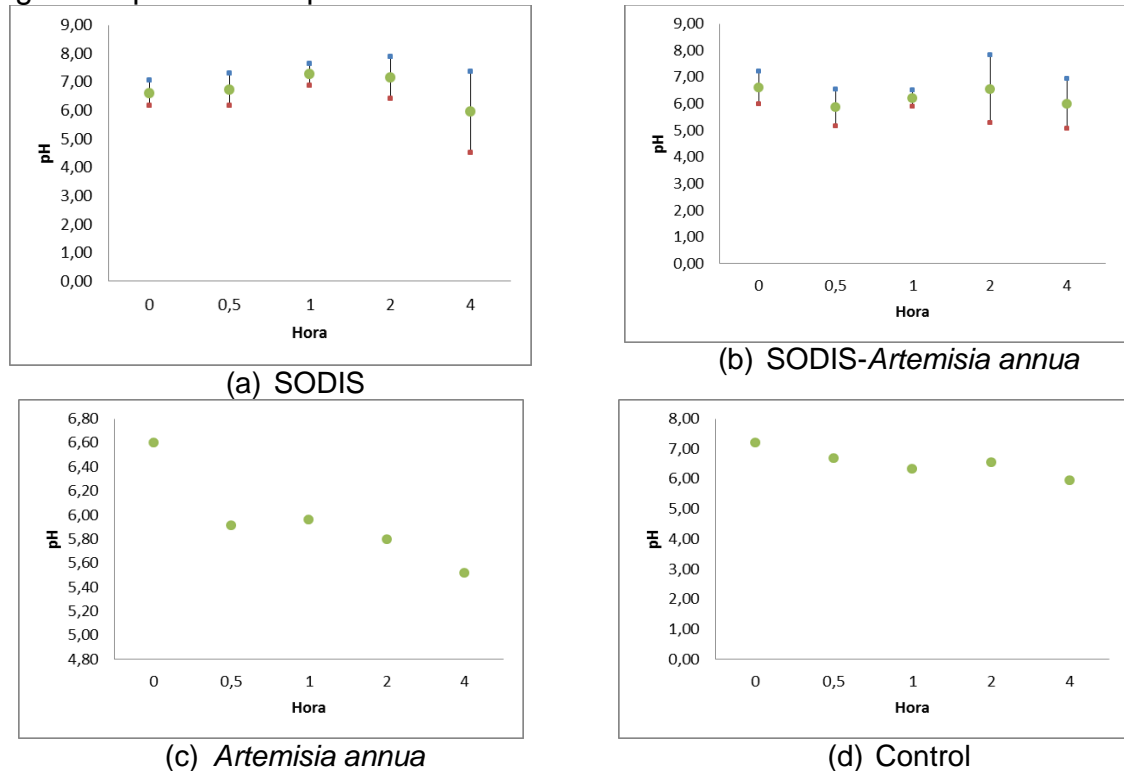 9,00
8,00
7,00
6,00
5,00
4,00
3,00
2,00
1,00
0,00
pH
0 0,5 1 2 4
Hora
(a) SODIS
9,00
8,00
7,00
6,00
5,00
4,00
3,00
2,00
1,00
0,00
pH
0 0,5 1 2 4
Hora
(b) SODIS-Artemisia annua
6,80
6,60
6,40
6,20
6,00
5,80
5,60
5,40
5,20
5,00
4,80
pH
0 0,5 1 2 4
Hora
(c) Artemisia annua
8,00
7,00
6,00
5,00
4,00
3,00
2,00
1,00
0,00
pH
0 0,5 1 2 4
Hora
(d) Control